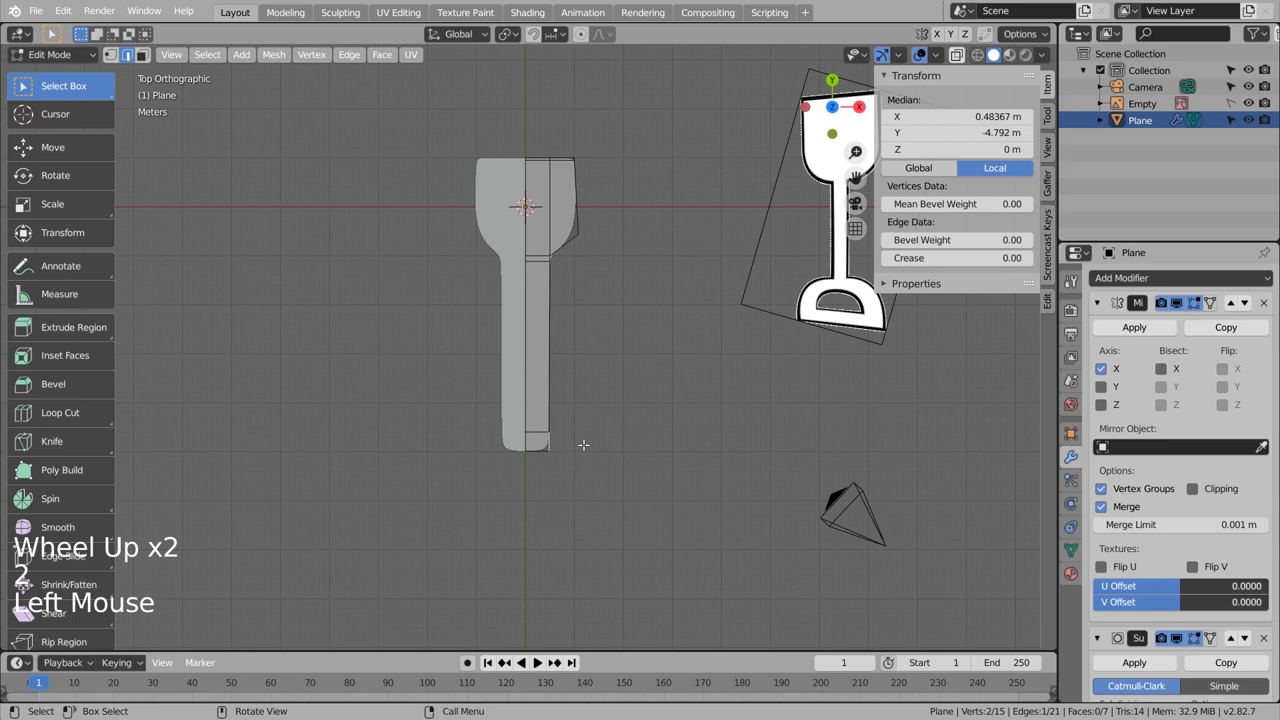 File Edit Render Window Help Layout Modeling Sculpting UV Editing Texture Paint Shading Animation Rendering Compositing Scripting + Scene View Layer
Global X Y Z Options
Edit Mode View Select Add Mesh Vertex Edge Face UV
Select Box
Cursor
Move
Rotate
Scale
Transform
Annotate
Measure
Extrude Region
Inset Faces
Bevel
Loop Cut
Knife
Poly Build
Spin
Smooth
Edge Slide
Shrink/Fatten
Shear
Rip Region
Top Orthographic
(1) Plane
Meters
Wheel Up x2
2
Left Mouse
Y
Z
X
Transform
Median:
X 0.48367 m
Y -4.792 m
Z 0 m
Global Local
Vertices Data:
Mean Bevel Weight 0.00
Edge Data:
Bevel Weight 0.00
Crease 0.00
Properties
Item
Tool
View
Gaffer
Screencast Keys
Edit
Scene Collection
Collection
Camera
Empty
Plane
Plane
Add Modifier
Mi
Apply Copy
Axis: Bisect: Flip:
X X X
Y Y Y
Z Z Z
Mirror Object:
Options:
Vertex Groups Clipping
Merge
Merge Limit 0.001 m
Textures:
Flip U Flip V
U Offset 0.0000
V Offset 0.0000
Su
Apply Copy
Catmull-Clark Simple
Playback Keying View Marker 1 Start 1 End 250
1 10 20 30 40 50 60 70 80 90 100 110 120 130 140 150 160 170 180 190 200 210 220 230 240 250
Select Box Select Rotate View Call Menu Plane | Verts:2/15 | Edges:1/21 | Faces:0/7 | Tris:14 | Mem: 32.9 MiB | v2.82.7